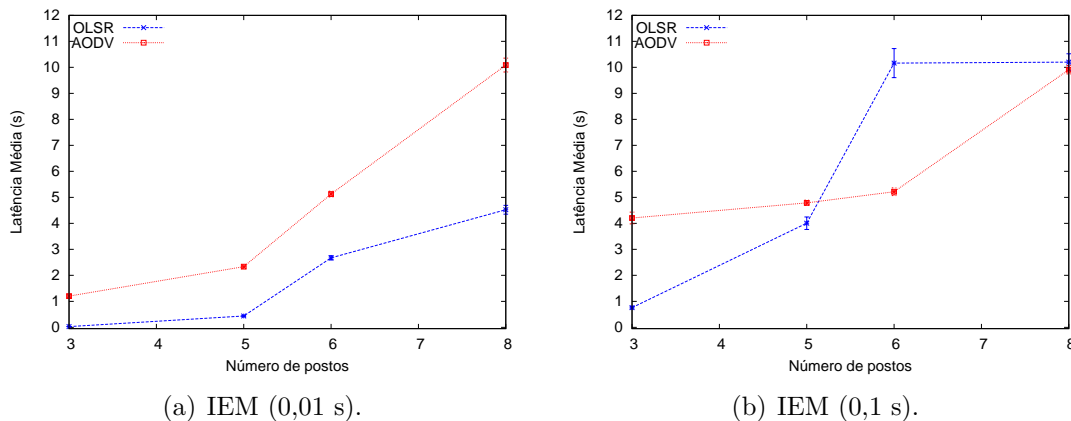 12
11
10
9
8
7
6
5
4
3
2
1
0
Latência Média (s)
OLSR
AODV
3 4 5 6 7 8
Número de postos
(a) IEM (0,01 s).
12
11
10
9
8
7
6
5
4
3
2
1
0
Latência Média (s)
OLSR
AODV
3 4 5 6 7 8
Número de postos
(b) IEM (0,1 s).